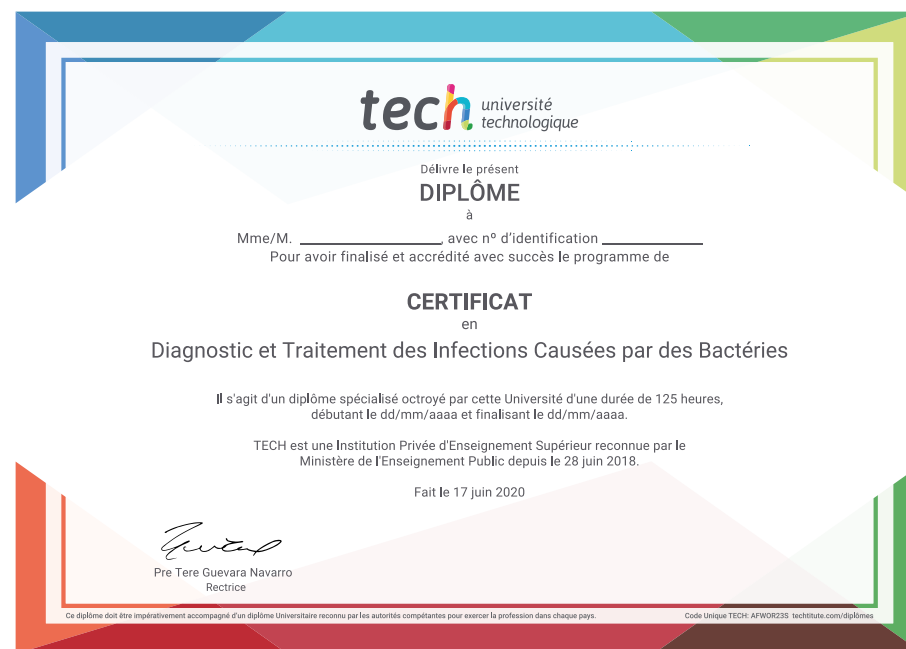 tech université
technologique
Délivre le présent
DIPLÔME
à
Mme/M. ____________________, avec nº d'identification ______________
Pour avoir finalisé et accrédité avec succès le programme de
CERTIFICAT
en
Diagnostic et Traitement des Infections Causées par des Bactéries
Il s'agit d'un diplôme spécialisé octroyé par cette Université d'une durée de 125 heures,
débutant le dd/mm/aaaa et finalisant le dd/mm/aaaa.
TECH est une Institution Privée d'Enseignement Supérieur reconnue par le
Ministère de l'Enseignement Public depuis le 28 juin 2018.
Fait le 17 juin 2020
Pre Tere Guevara Navarro
Rectrice
Ce diplôme doit être impérativement accompagné d'un diplôme Universitaire reconnu par les autorités compétantes pour exercer la profession dans chaque pays. Code Unique TECH: AFWOR23S techtitute.com/diplômes